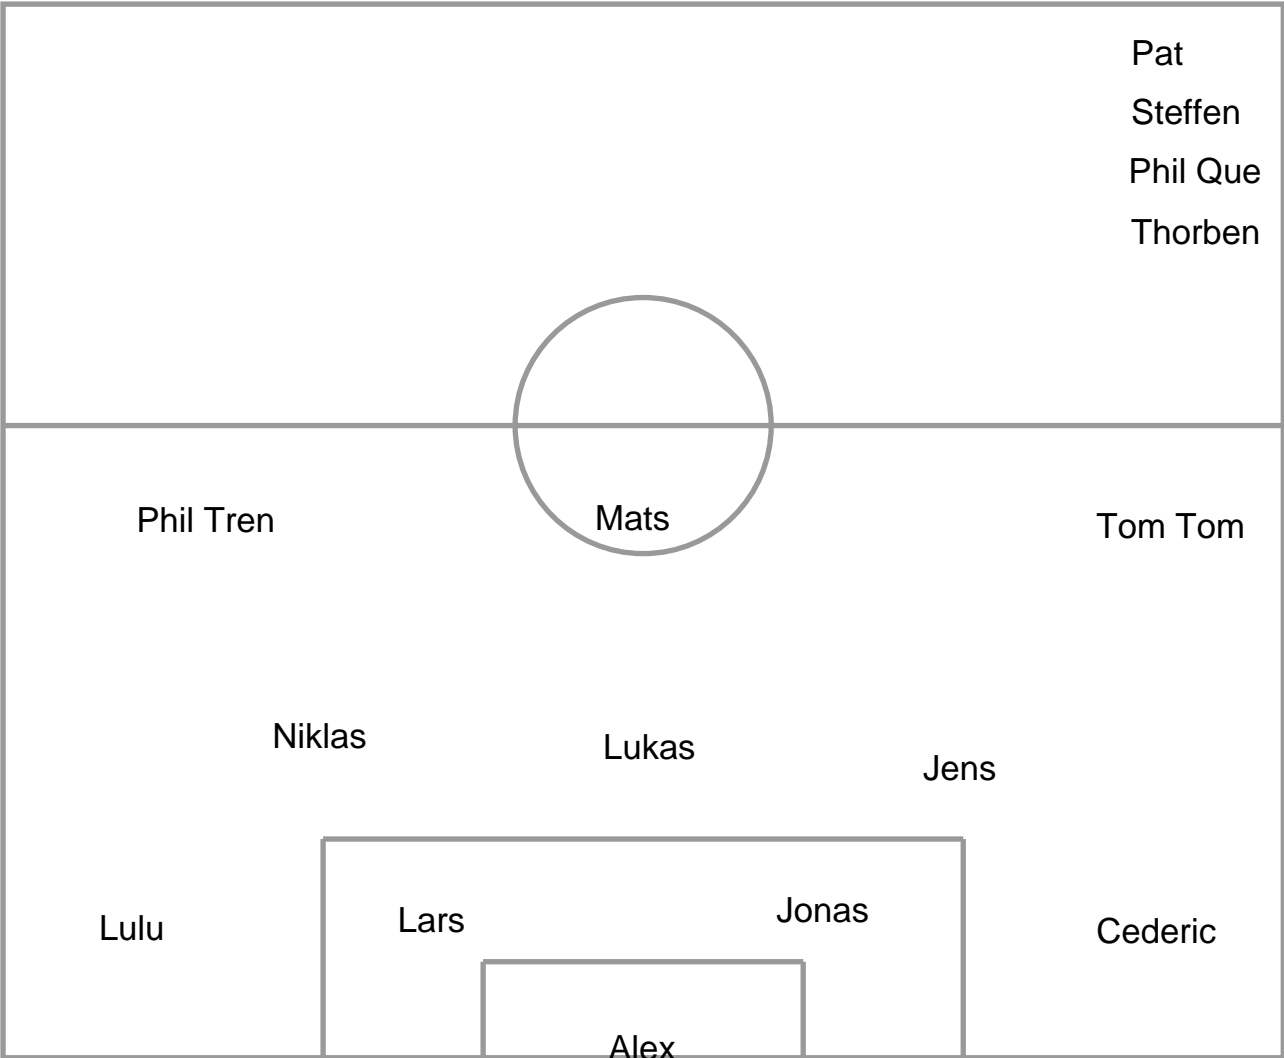 Pat
Steffen
Phil Que
Thorben
Phil Tren
Mats
Tom Tom
Niklas
Lukas
Jens
Lulu
Lars
Jonas
Cederic
Alex